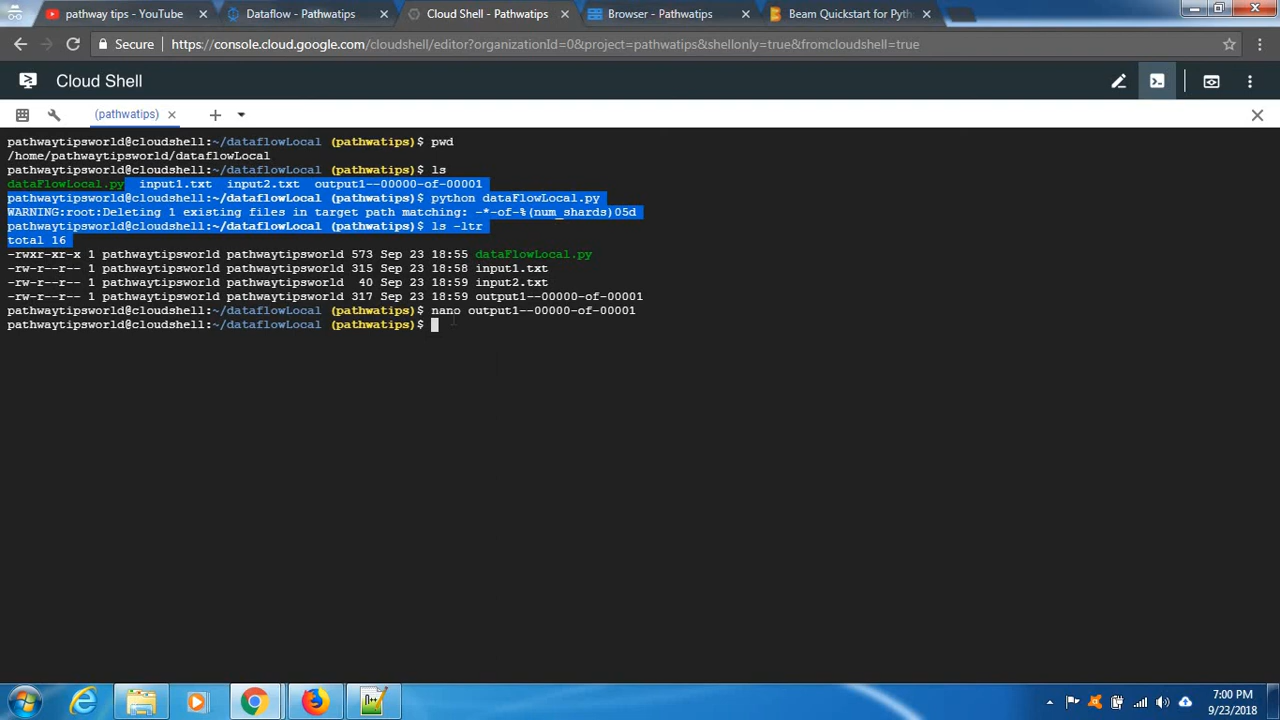 pathway tips - YouTube
Dataflow - Pathwatips
Cloud Shell - Pathwatips
Browser - Pathwatips
Beam Quickstart for Pyth
Secure https://console.cloud.google.com/cloudshell/editor?organizationId=0&project=pathwatips&shellonly=true&fromcloudshell=true
Cloud Shell
(pathwatips)
pathwaytipsworld@cloudshell:~/dataflowLocal (pathwatips)$ pwd
/home/pathwaytipsworld/dataflowLocal
pathwaytipsworld@cloudshell:~/dataflowLocal (pathwatips)$ ls
dataFlowLocal.py input1.txt input2.txt output1--00000-of-00001
pathwaytipsworld@cloudshell:~/dataflowLocal (pathwatips)$ python dataFlowLocal.py
WARNING:root:Deleting 1 existing files in target path matching: -*-of-%(num_shards)05d
pathwaytipsworld@cloudshell:~/dataflowLocal (pathwatips)$ ls -ltr
total 16
-rwxr-xr-x 1 pathwaytipsworld pathwaytipsworld 573 Sep 23 18:55 dataFlowLocal.py
-rw-r--r-- 1 pathwaytipsworld pathwaytipsworld 315 Sep 23 18:58 input1.txt
-rw-r--r-- 1 pathwaytipsworld pathwaytipsworld 40 Sep 23 18:59 input2.txt
-rw-r--r-- 1 pathwaytipsworld pathwaytipsworld 317 Sep 23 18:59 output1--00000-of-00001
pathwaytipsworld@cloudshell:~/dataflowLocal (pathwatips)$ nano output1--00000-of-00001
pathwaytipsworld@cloudshell:~/dataflowLocal (pathwatips)$
7:00 PM
9/23/2018